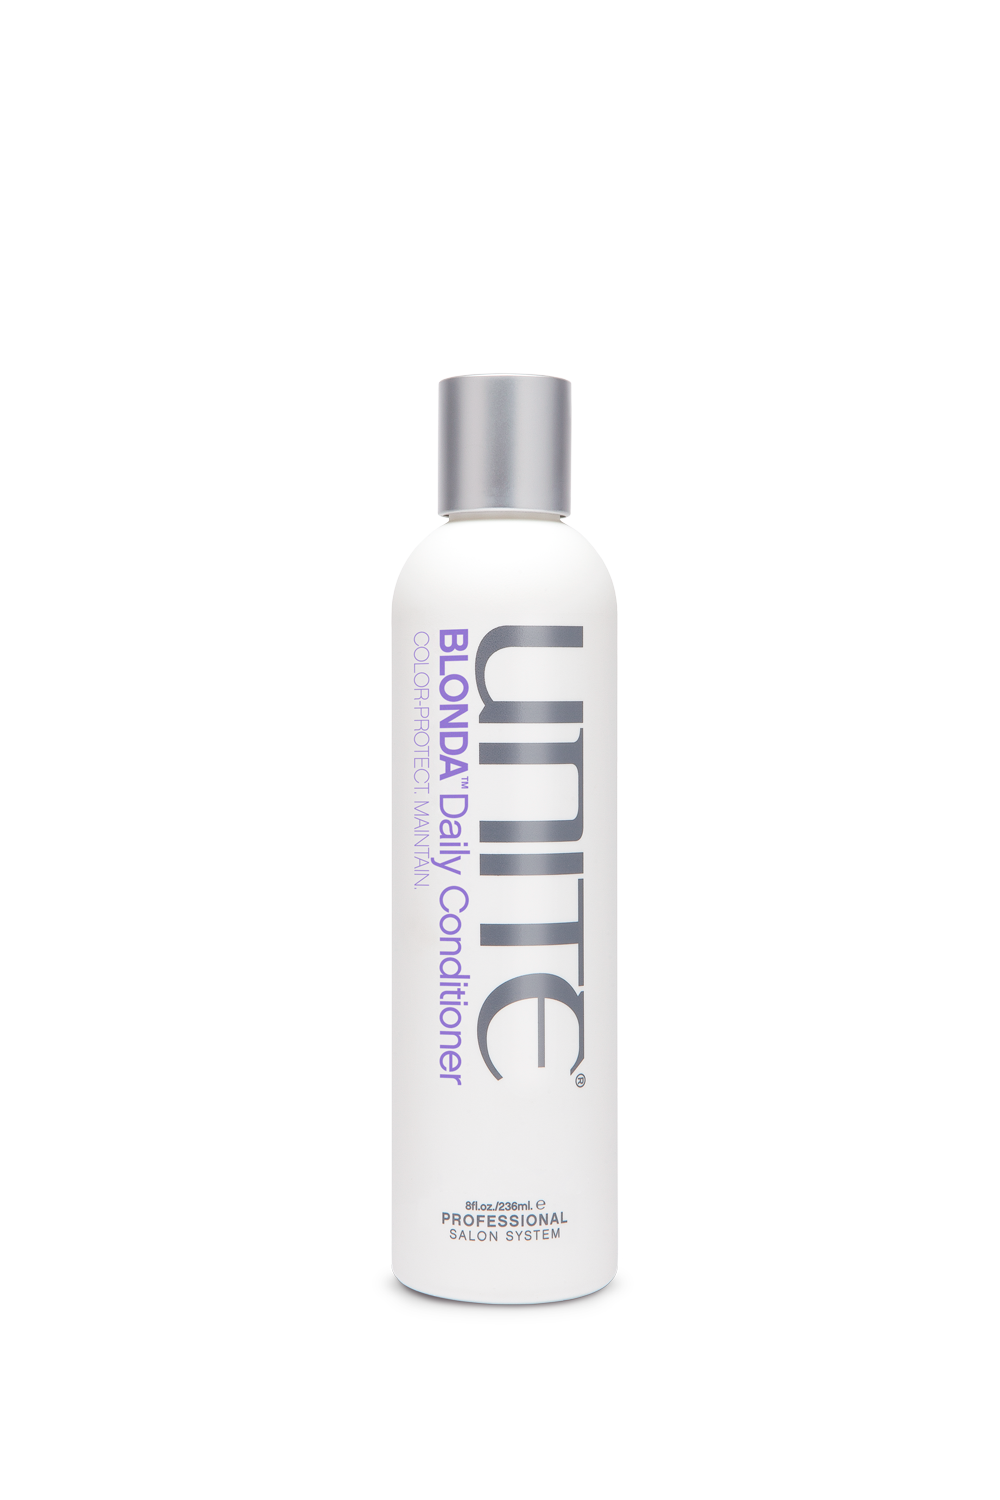 UNITE®
BLONDA™ Daily Conditioner
COLOR-PROTECT. MAINTAIN.
8fl.oz./236ml. ℮
PROFESSIONAL
SALON SYSTEM